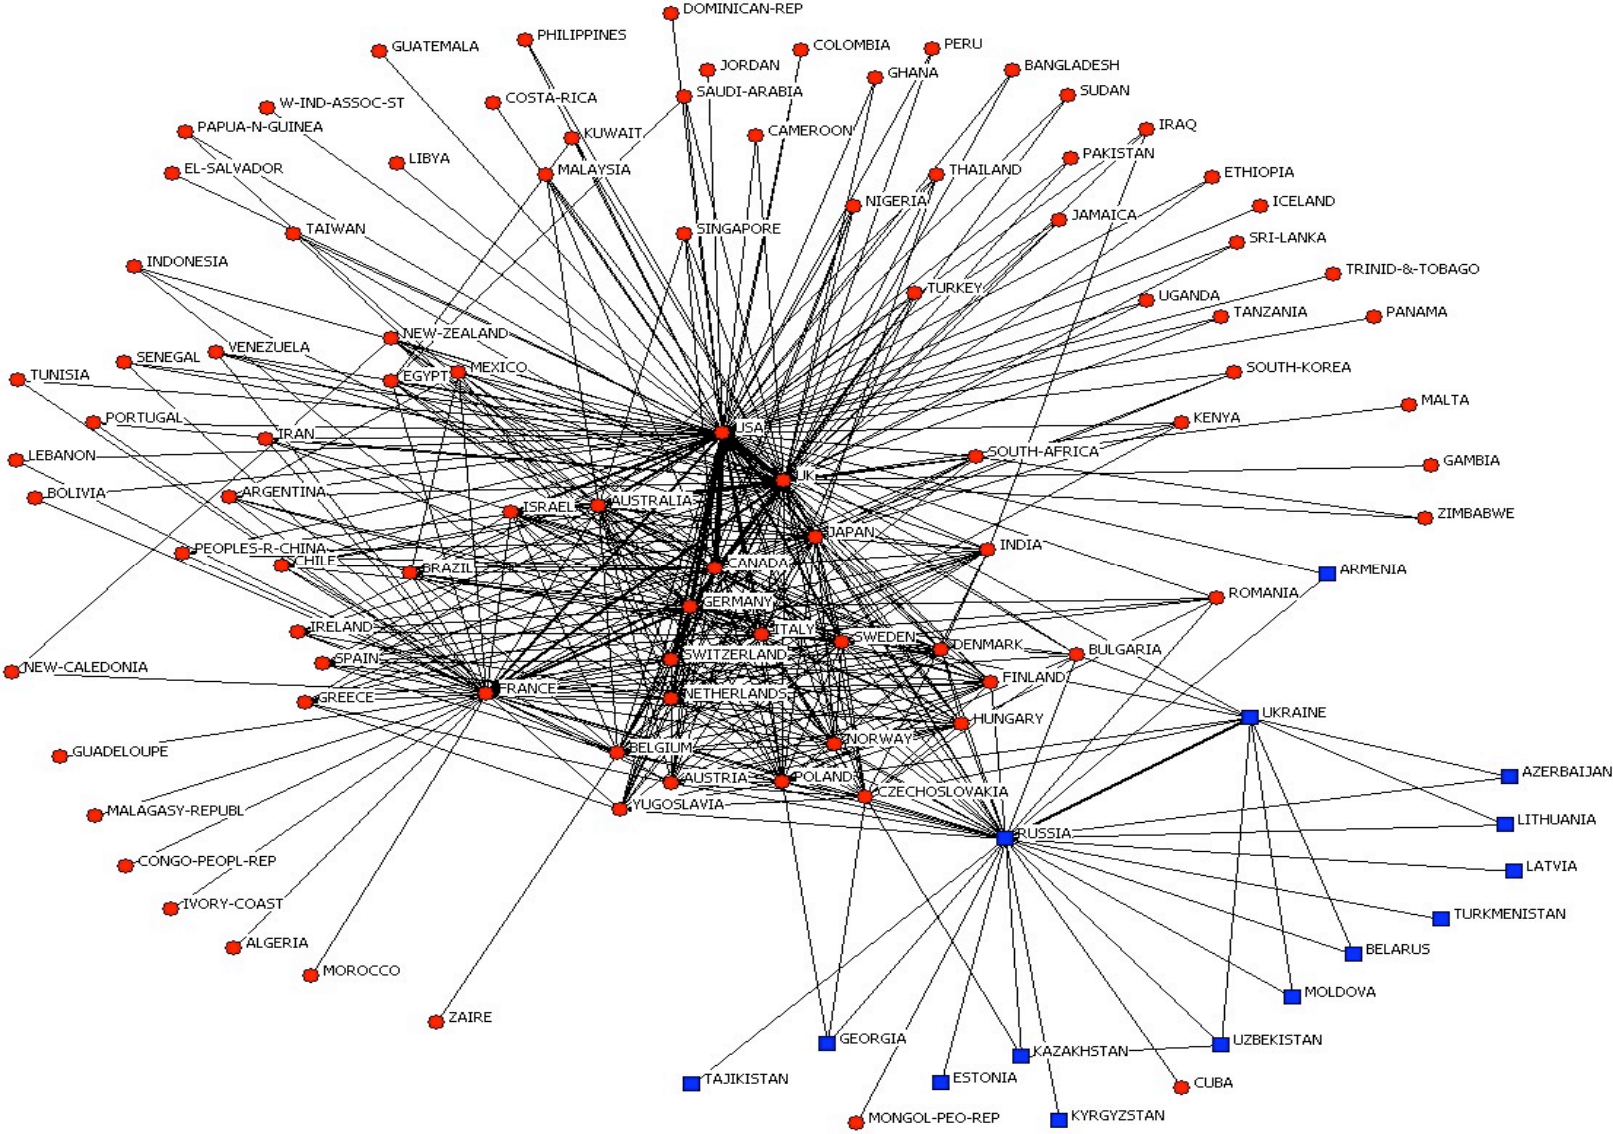 DOMINICAN-REP
PHILIPPINES
GUATEMALA
COLOMBIA
PERU
JORDAN
GHANA
BANGLADESH
COSTA-RICA
SAUDI-ARABIA
SUDAN
W-IND-ASSOC-ST
PAPUA-N-GUINEA
KUWAIT
CAMEROON
IRAQ
LIBYA
PAKISTAN
EL-SALVADOR
MALAYSIA
THAILAND
ETHIOPIA
NIGERIA
ICELAND
JAMAICA
TAIWAN
SINGAPORE
SRI-LANKA
INDONESIA
TRINID-&-TOBAGO
TURKEY
UGANDA
TANZANIA
PANAMA
NEW-ZEALAND
VENEZUELA
SENEGAL
MEXICO
SOUTH-KOREA
TUNISIA
EGYPT
MALTA
PORTUGAL
KENYA
USA
IRAN
LEBANON
SOUTH-AFRICA
GAMBIA
UK
BOLIVIA
ARGENTINA
AUSTRALIA
ISRAEL
ZIMBABWE
JAPAN
INDIA
PEOPLES-R-CHINA
CHILE
BRAZIL
CANADA
ARMENIA
ROMANIA
GERMANY
IRELAND
ITALY
SWEDEN
DENMARK
BULGARIA
SPAIN
SWITZERLAND
NEW-CALEDONIA
FINLAND
FRANCE
NETHERLANDS
GREECE
UKRAINE
HUNGARY
NORWAY
GUADELOUPE
BELGIUM
AZERBAIJAN
AUSTRIA
POLAND
CZECHOSLOVAKIA
YUGOSLAVIA
MALAGASY-REPUBL
LITHUANIA
RUSSIA
CONGO-PEOPL-REP
LATVIA
IVORY-COAST
TURKMENISTAN
ALGERIA
BELARUS
MOROCCO
MOLDOVA
ZAIRE
GEORGIA
UZBEKISTAN
KAZAKHSTAN
TAJIKISTAN
ESTONIA
CUBA
MONGOL-PEO-REP
KYRGYZSTAN